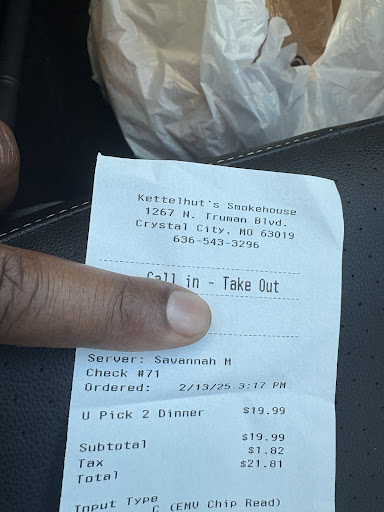 Kettelhut's Smokehouse
1267 N. Truman Blvd.
Crystal City, MO 63019
636-543-3296
Call in - Take Out
Server: Savannah M
Check #71
Ordered: 2/13/25 3:17 PM
U Pick 2 Dinner $19.99
Subtotal $19.99
Tax $1.82
Total $21.81
Input Type C (EMV Chip Read)